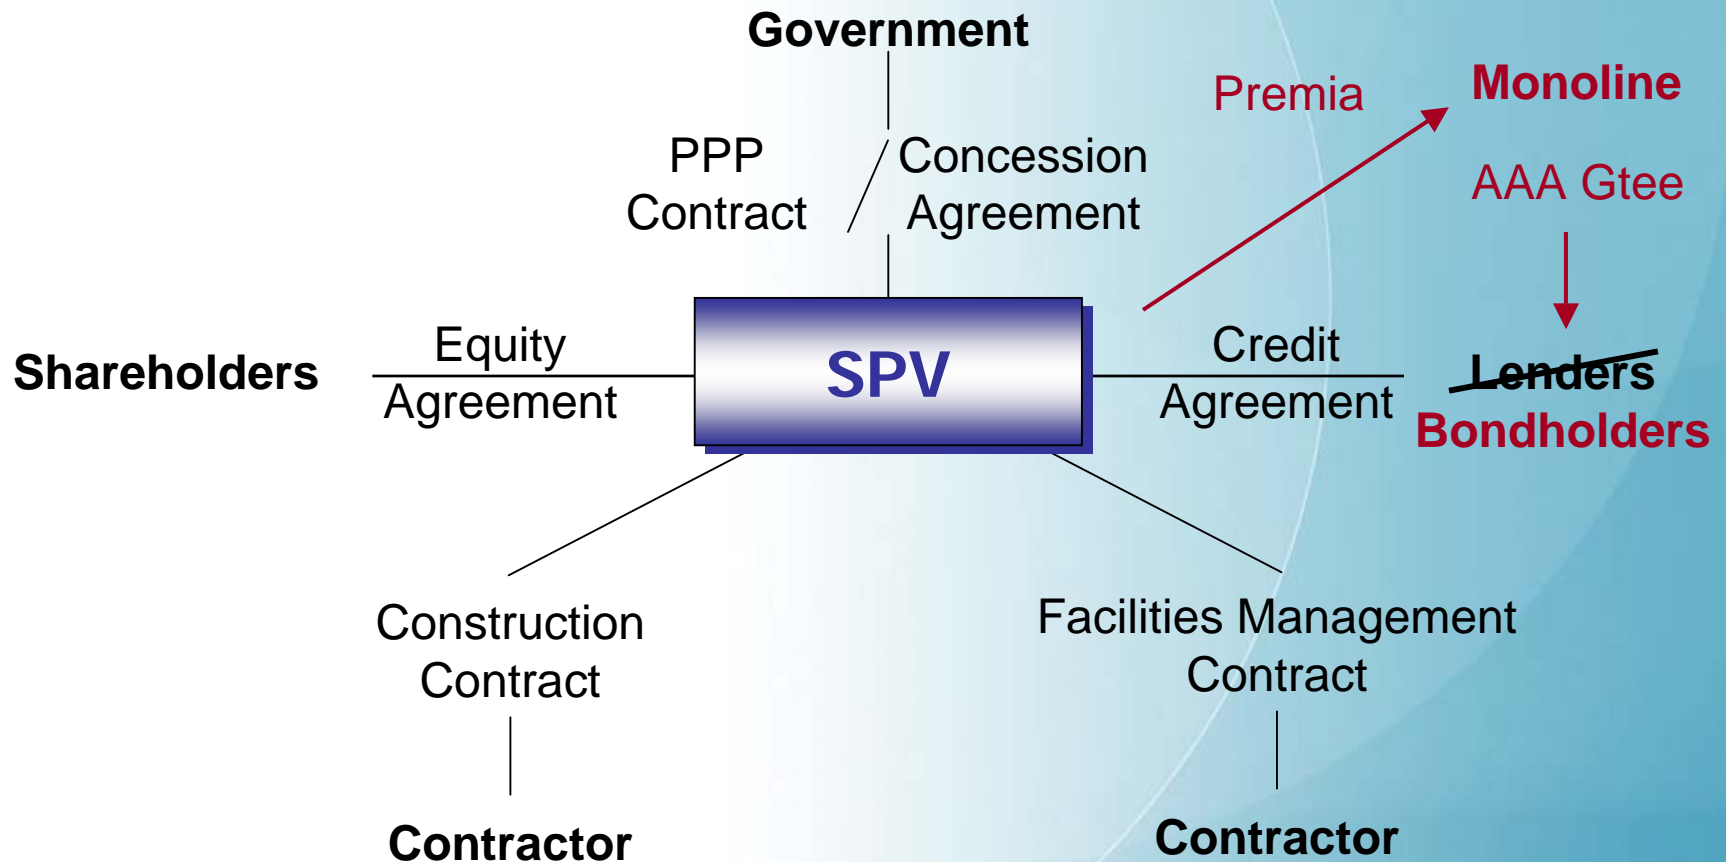 Government
Premia
Monoline
PPP
Contract
Concession
Agreement
AAA Gtee
Shareholders
Equity
Agreement
SPV
Credit
Agreement
Lenders
Bondholders
Construction
Contract
Facilities Management
Contract
Contractor
Contractor